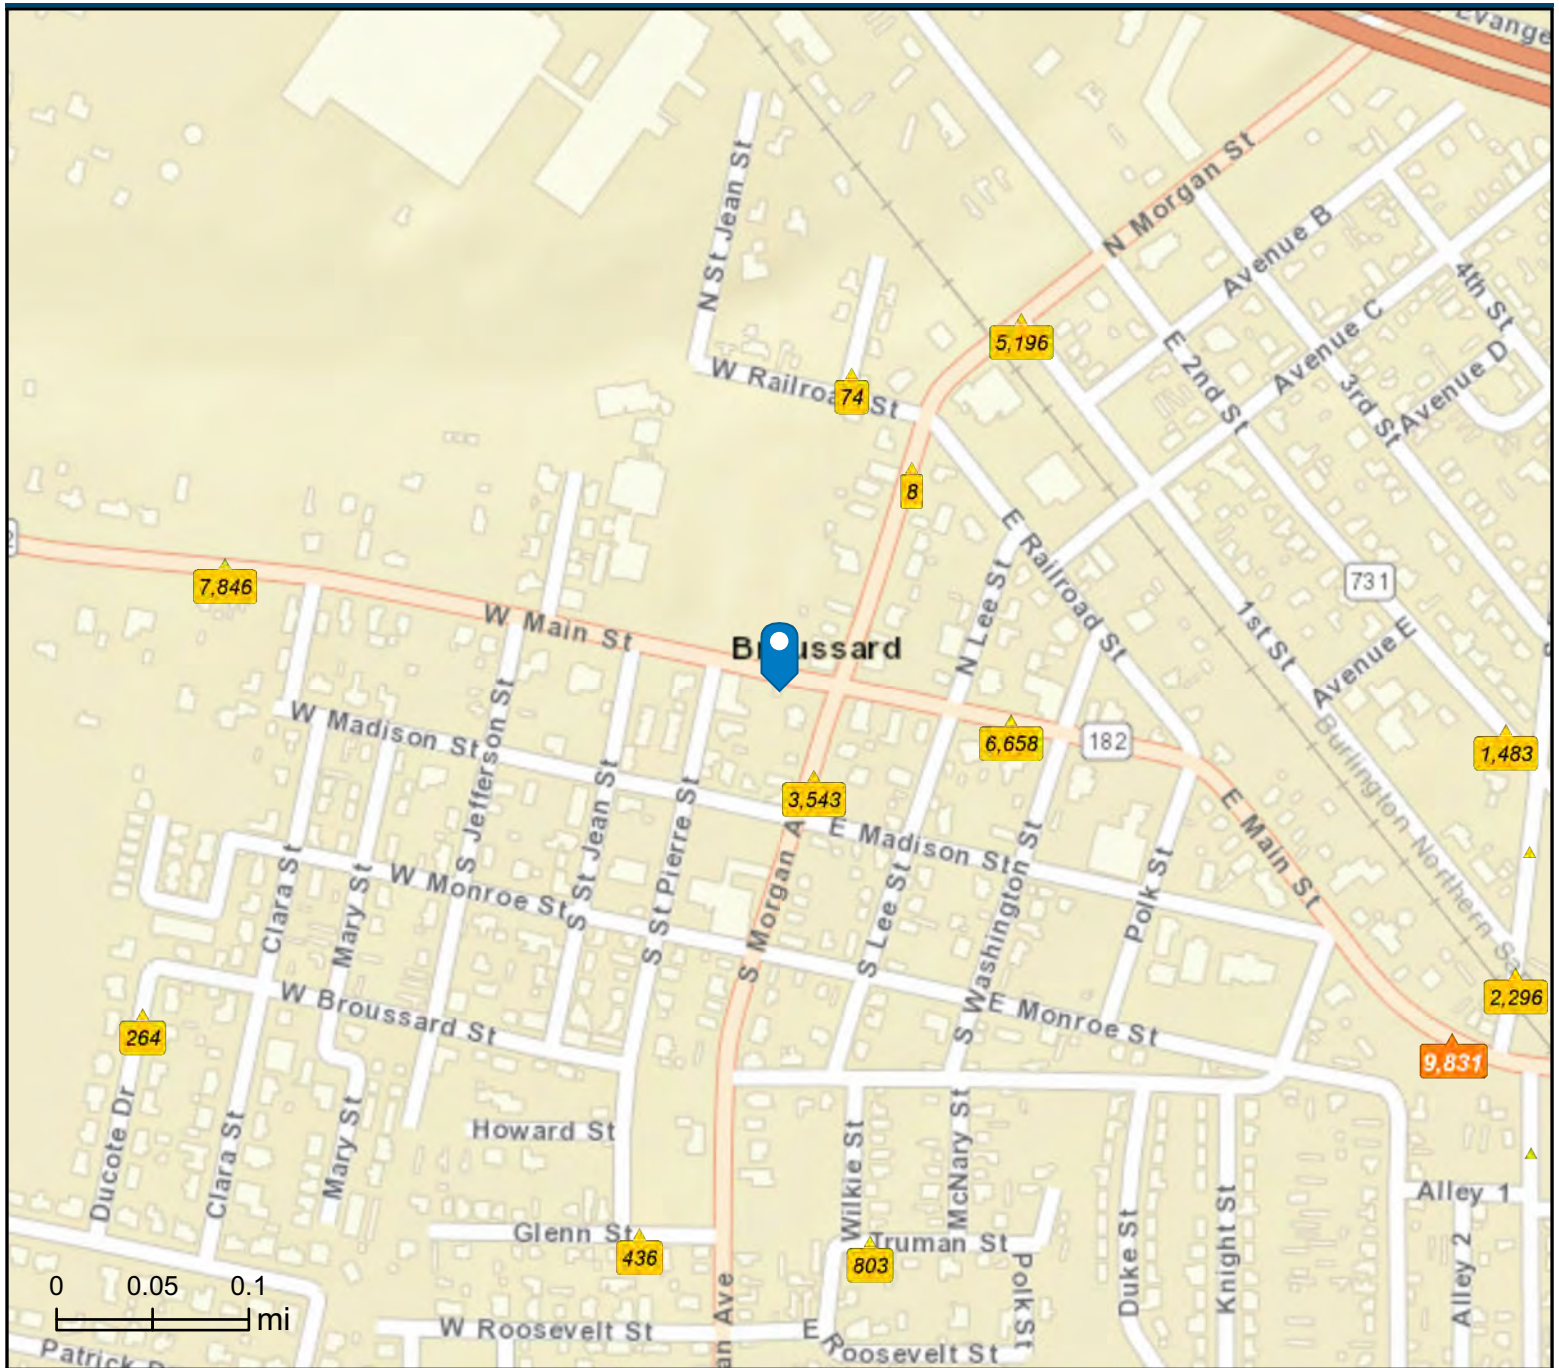 Evange
N Morgan St
N St Jean St
Avenue B
4th St
Avenue C
5,196
E 2nd St
W Railroa
St
74
Avenue D
3rd St
8
E Railroad St
N Lee St
731
7,846
W Main St
Broussard
1st St
Avenue E
W Madison St
S Jefferson St
6,658
182
1,483
Burlington Northern Sa
3,543
S St Jean St
S St Pierre St
E Madison St
E Main St
Clara St
Mary St
W Monroe St
S Morgan A
S Lee St
S Washington St
Polk St
2,296
W Broussard St
E Monroe St
264
9,831
Ducote Dr
Clara St
Mary St
Howard St
Wilkie St
McNary St
Duke St
Knight St
Alley 1
Alley 2
Glenn St
436
Truman St
803
Polk St
0 0.05 0.1
mi
W Roosevelt St
E Roosevelt St
an Ave
Patrick